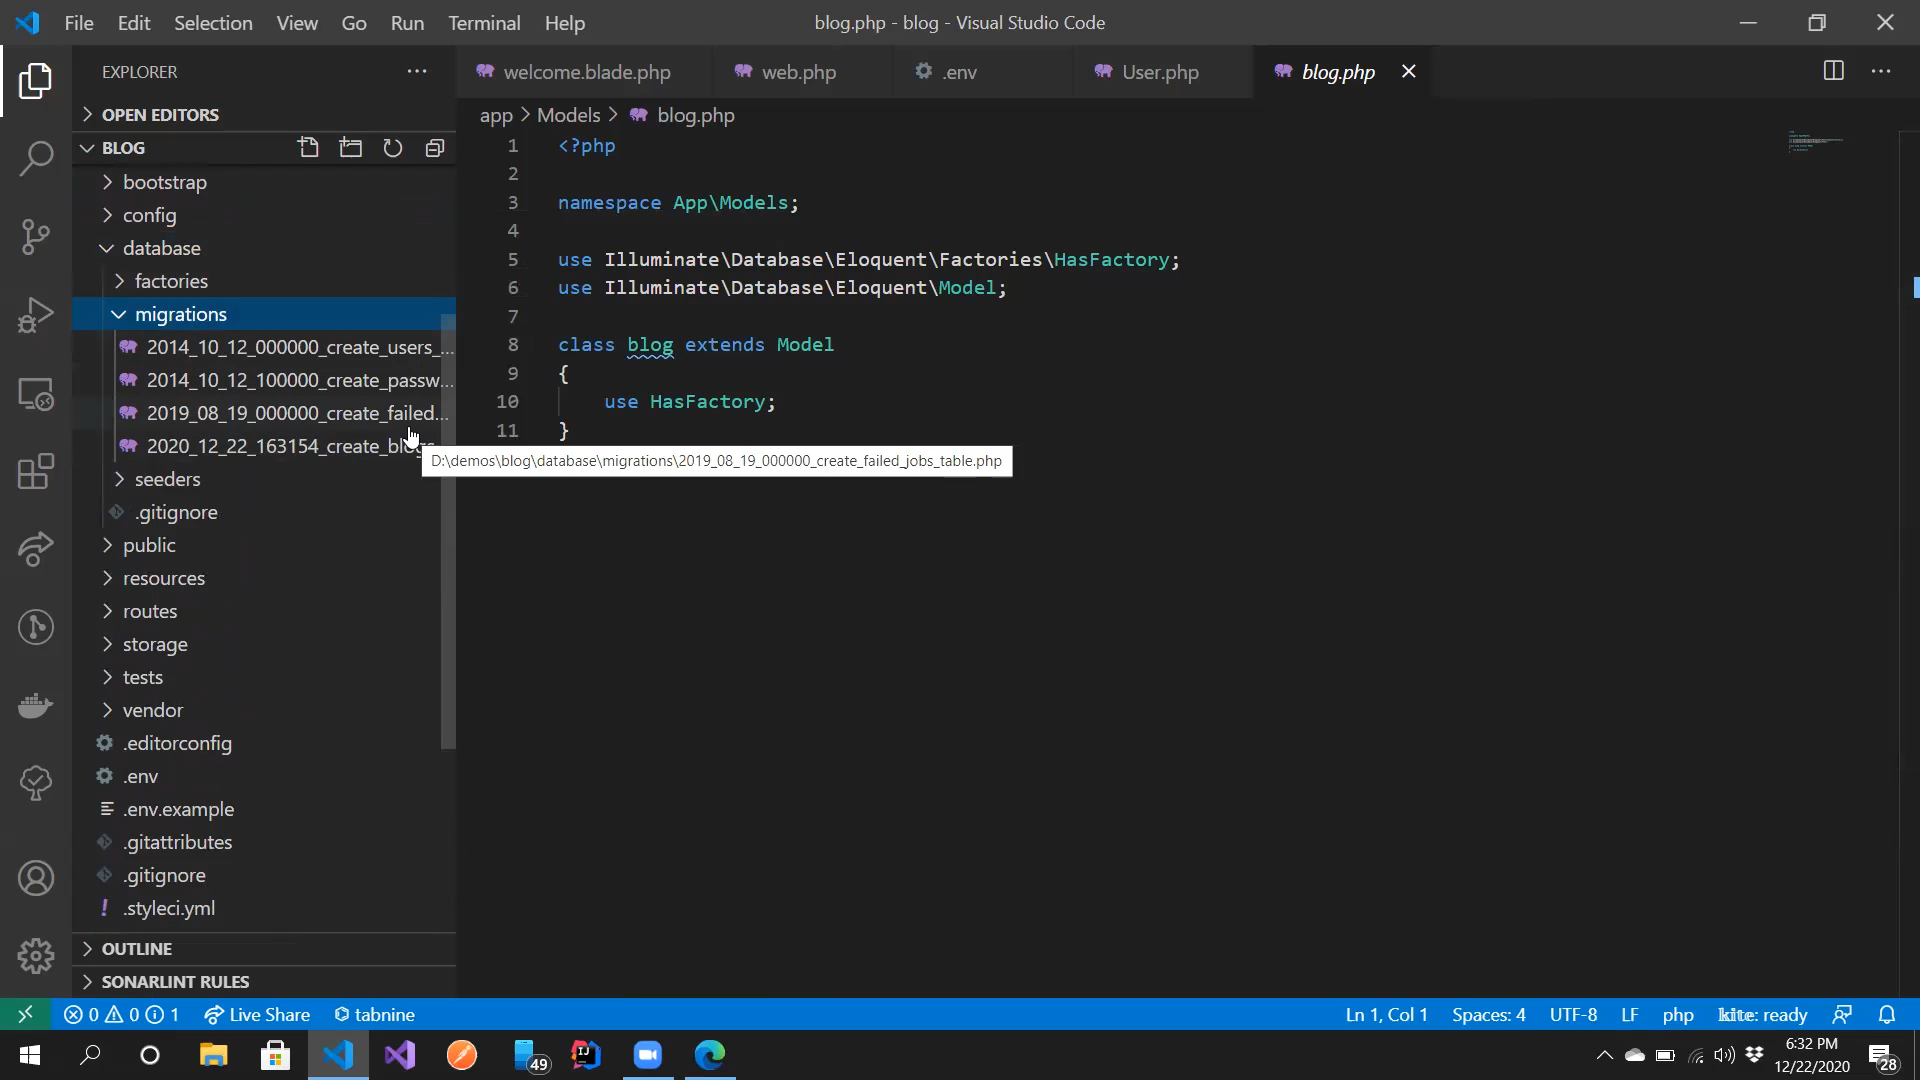 File Edit Selection View Go Run Terminal Help
blog.php - blog - Visual Studio Code
EXPLORER
welcome.blade.php web.php .env User.php blog.php
OPEN EDITORS
BLOG
bootstrap
config
database
factories
migrations
2014_10_12_000000_create_users_...
2014_10_12_100000_create_passw...
2019_08_19_000000_create_failed...
2020_12_22_163154_create_blogs_
seeders
.gitignore
public
resources
routes
storage
tests
vendor
.editorconfig
.env
.env.example
.gitattributes
.gitignore
.styleci.yml
OUTLINE
SONARLINT RULES
app > Models > blog.php
1 <?php
2
3 namespace App\Models;
4
5 use Illuminate\Database\Eloquent\Factories\HasFactory;
6 use Illuminate\Database\Eloquent\Model;
7
8 class blog extends Model
9 {
10 use HasFactory;
11 }
D:\demos\blog\database\migrations\2019_08_19_000000_create_failed_jobs_table.php
0 0 1 Live Share tabnine
Ln 1, Col 1 Spaces: 4 UTF-8 LF php kite: ready
49
6:32 PM
12/22/2020
28